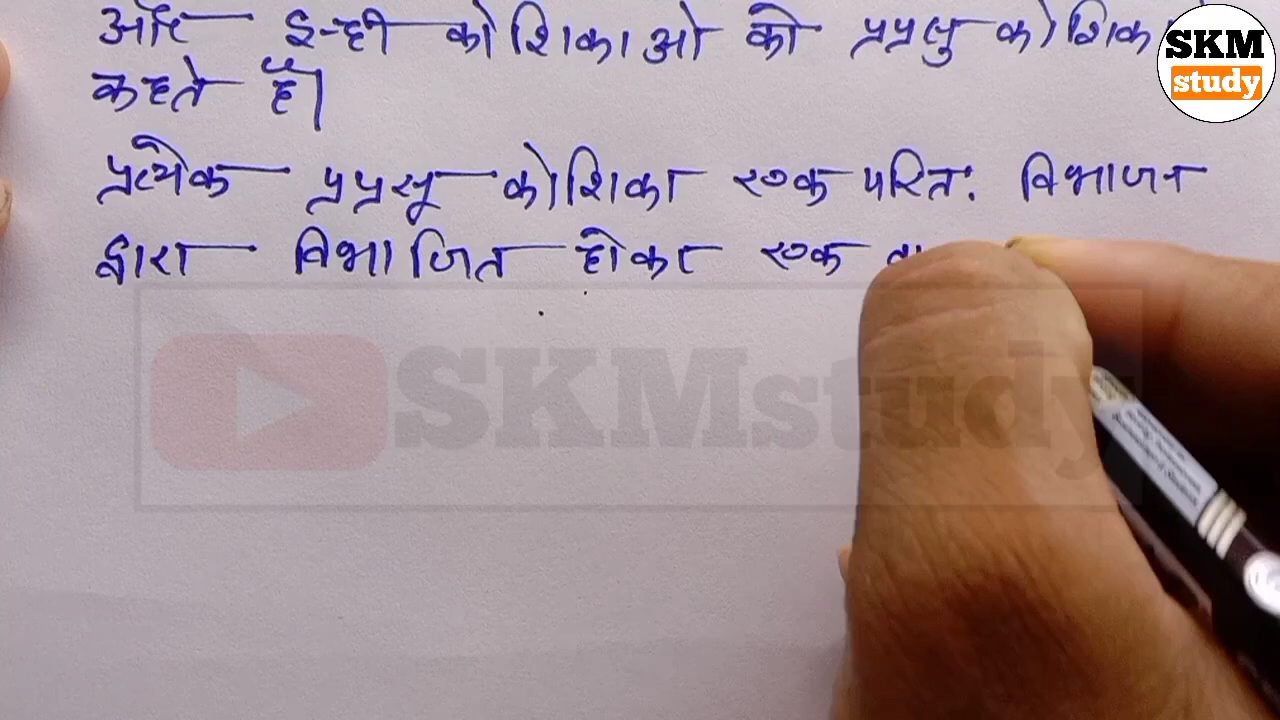 और इन्ही कोशिकाओ को प्रप्रसु कोशिका
कहते हैं।
प्रत्येक प्रप्रसू कोशिका एक परित: विभाजन
द्वारा विभाजित होकर एक
SKM
study
SKMstudy